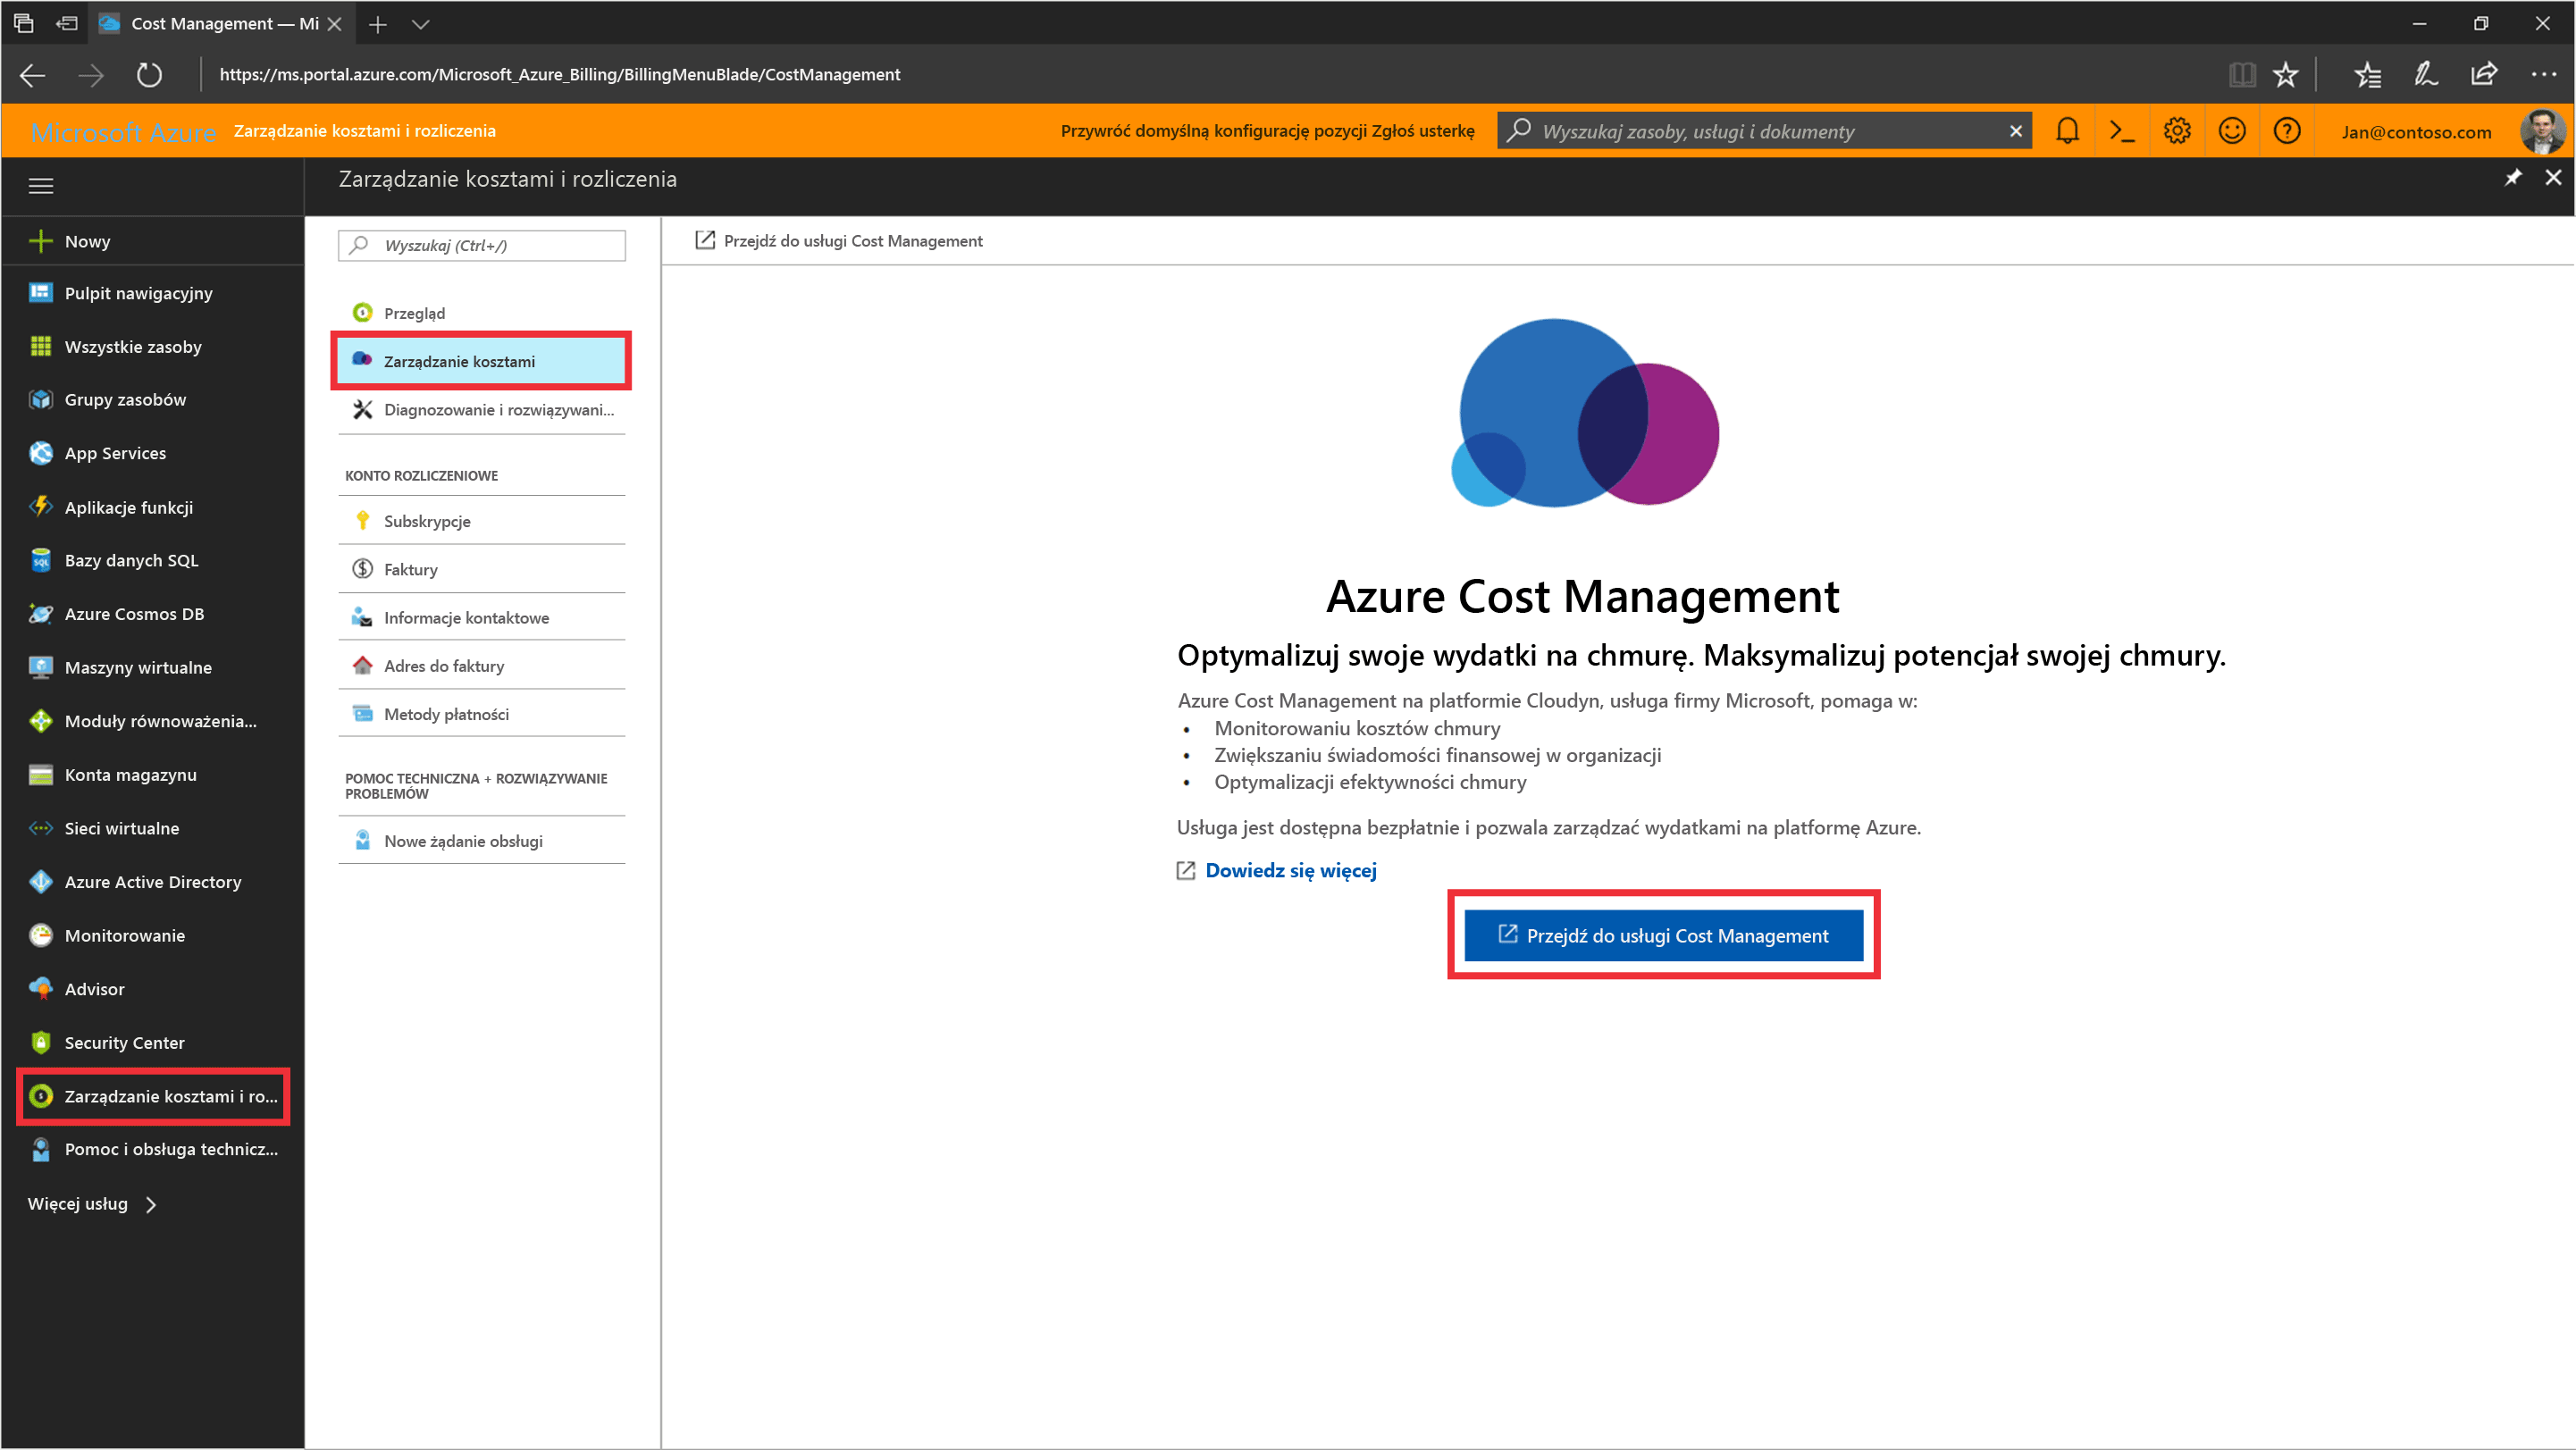 Cost Management — Mi
https://ms.portal.azure.com/Microsoft_Azure_Billing/BillingMenuBlade/CostManagement
Microsoft Azure Zarządzanie kosztami i rozliczenia
Przywróć domyślną konfigurację pozycji Zgłoś usterkę
Wyszukaj zasoby, usługi i dokumenty
Jan@contoso.com
Zarządzanie kosztami i rozliczenia
Nowy
Pulpit nawigacyjny
Wszystkie zasoby
Grupy zasobów
App Services
Aplikacje funkcji
Bazy danych SQL
Azure Cosmos DB
Maszyny wirtualne
Moduły równoważenia...
Konta magazynu
Sieci wirtualne
Azure Active Directory
Monitorowanie
Advisor
Security Center
Zarządzanie kosztami i ro...
Pomoc i obsługa technicz...
Więcej usług
Wyszukaj (Ctrl+/)
Przegląd
Zarządzanie kosztami
Diagnozowanie i rozwiązywani...
KONTO ROZLICZENIOWE
Subskrypcje
Faktury
Informacje kontaktowe
Adres do faktury
Metody płatności
POMOC TECHNICZNA + ROZWIĄZYWANIE
PROBLEMÓW
Nowe żądanie obsługi
Przejdź do usługi Cost Management
Azure Cost Management
Optymalizuj swoje wydatki na chmurę. Maksymalizuj potencjał swojej chmury.
Azure Cost Management na platformie Cloudyn, usługa firmy Microsoft, pomaga w:
• Monitorowaniu kosztów chmury
• Zwiększaniu świadomości finansowej w organizacji
• Optymalizacji efektywności chmury
Usługa jest dostępna bezpłatnie i pozwala zarządzać wydatkami na platformę Azure.
Dowiedz się więcej
Przejdź do usługi Cost Management